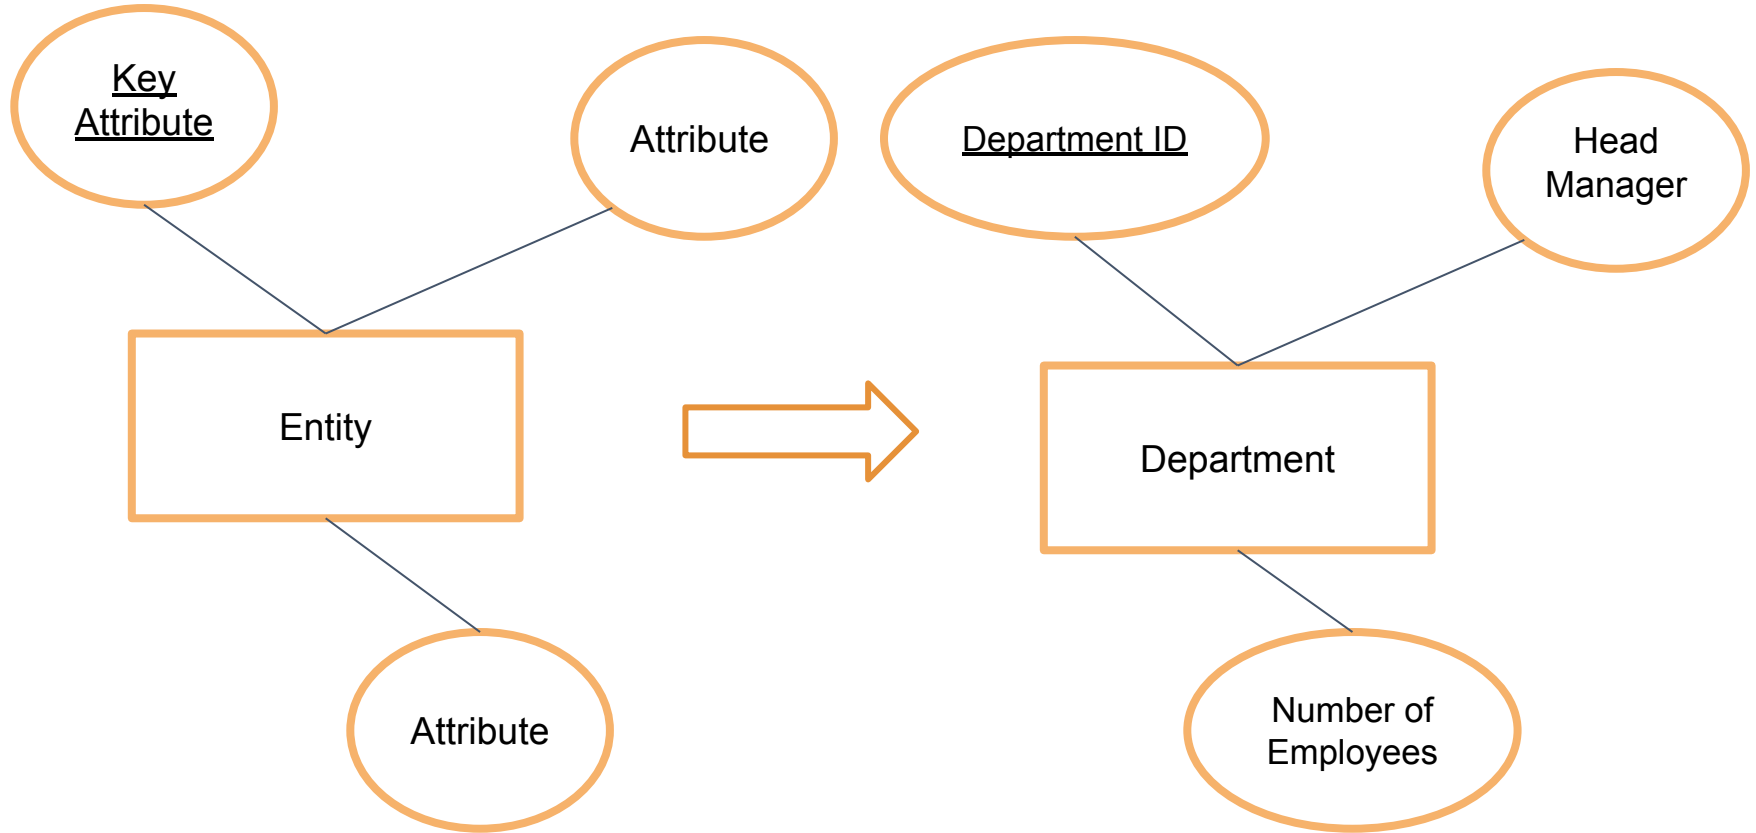 Key
Attribute
Attribute
Entity
Attribute
Department ID
Head
Manager
Department
Number of
Employees